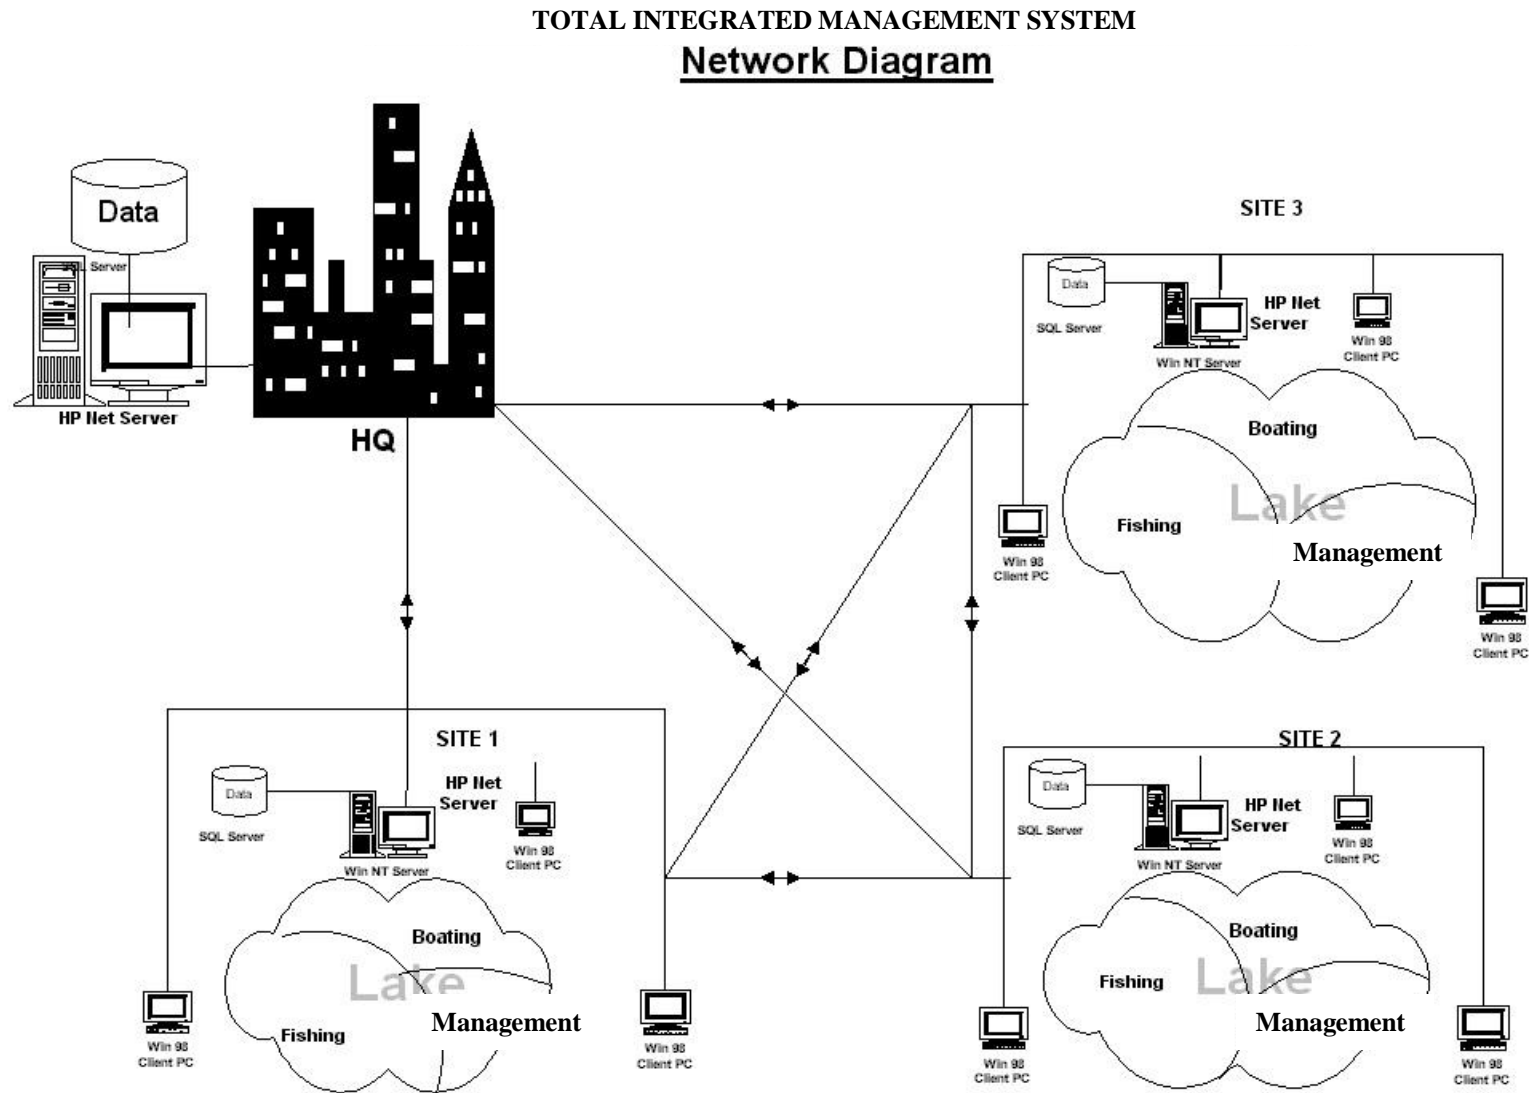 TOTAL INTEGRATED MANAGEMENT SYSTEM
Network Diagram
Data
SQL Server
HP Net Server
HQ
SITE 3
Data
SQL Server
HP Net
Server
Win NT Server
Win 98
Client PC
Boating
Lake
Fishing
Management
Win 98
Client PC
Win 98
Client PC
SITE 1
Data
SQL Server
HP Net
Server
Win NT Server
Win 98
Client PC
Boating
Lake
Fishing
Management
Win 98
Client PC
Win 98
Client PC
SITE 2
Data
SQL Server
HP Net
Server
Win NT Server
Win 98
Client PC
Boating
Lake
Fishing
Management
Win 98
Client PC
Win 98
Client PC